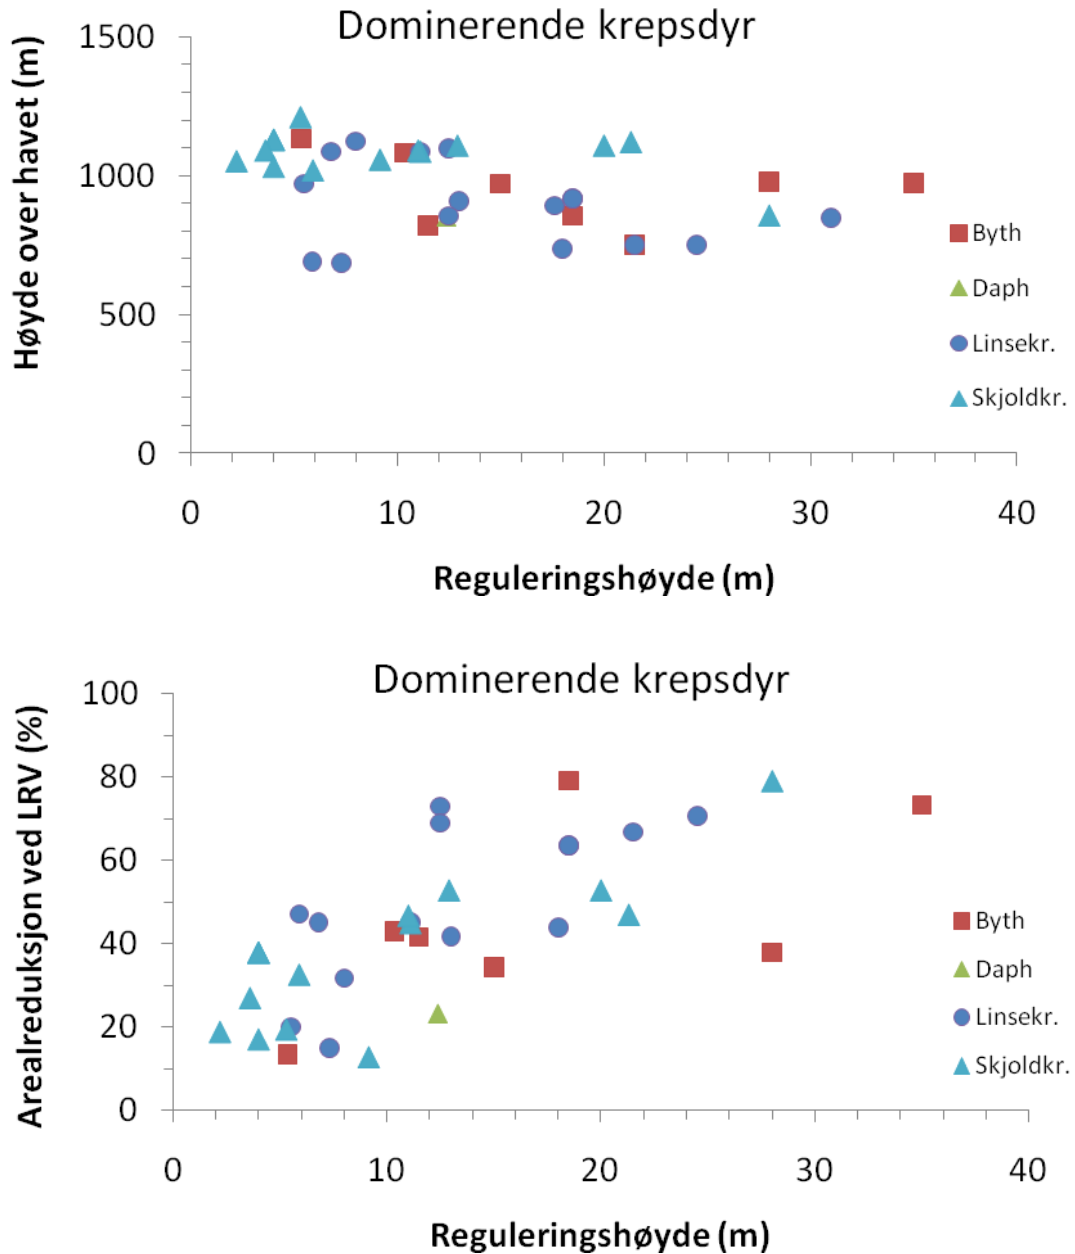 Dominerende krepsdyr
Høyde over havet (m)
1500
1000
500
0
0 10 20 30 40
Reguleringshøyde (m)
Byth
Daph
Linsekr.
Skjoldkr.
Dominerende krepsdyr
Arealreduksjon ved LRV (%)
100
80
60
40
20
0
0 10 20 30 40
Reguleringshøyde (m)
Byth
Daph
Linsekr.
Skjoldkr.